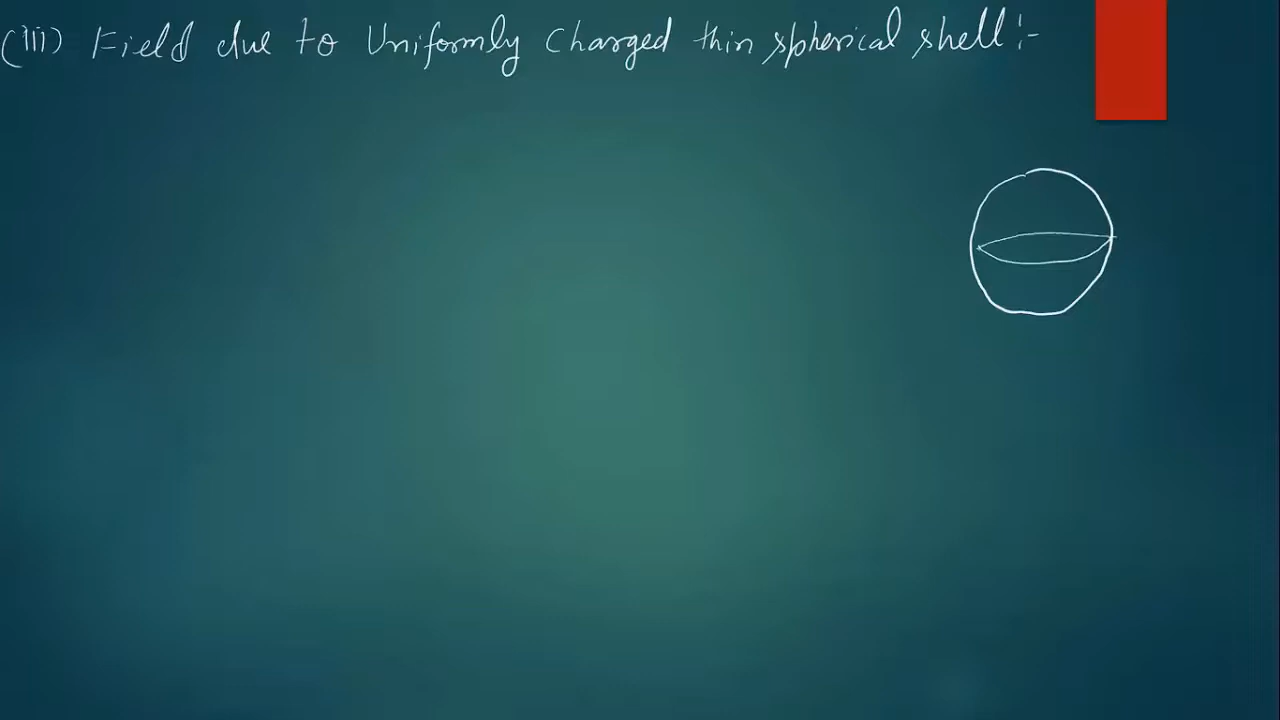 (iii) Field due to Uniformly Charged thin spherical shell :-